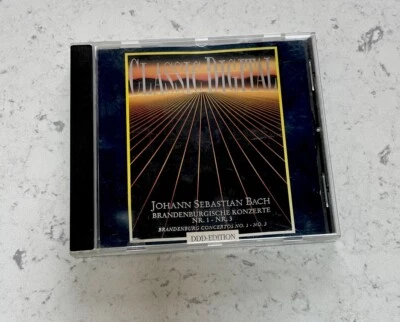 CLASSIC DIGITAL
JOHANN SEBASTIAN BACH
BRANDENBURGISCHE KONZERTE
NR. 1 - NR. 3
BRANDENBURG CONCERTOS NO. 1 - NO. 3
DDD-EDITION